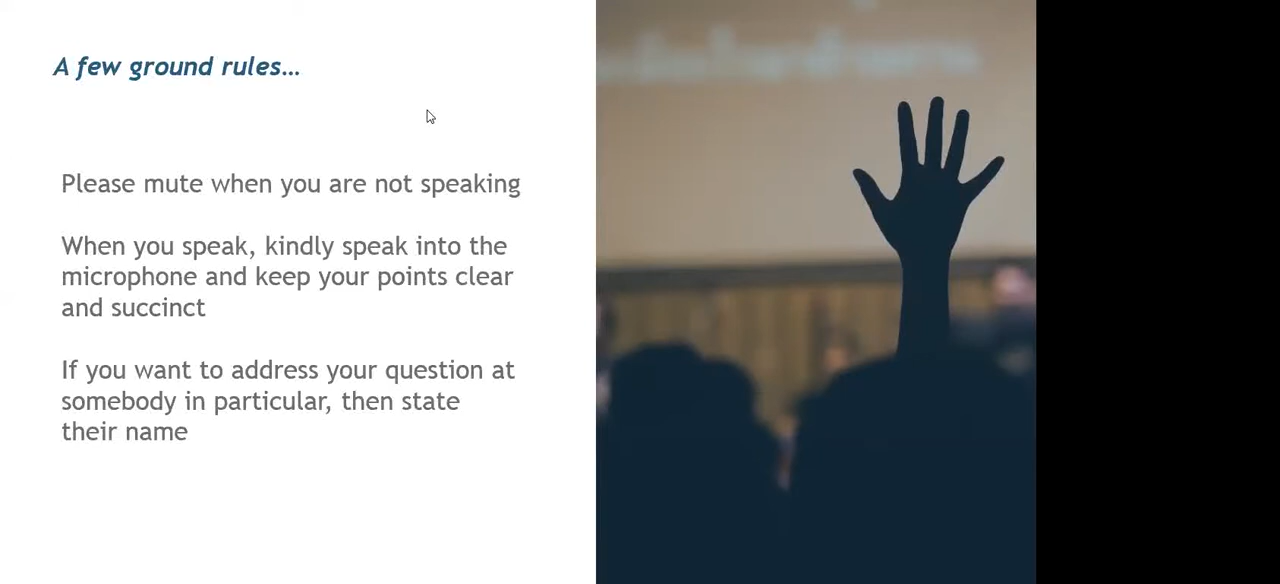 A few ground rules…
Please mute when you are not speaking
When you speak, kindly speak into the
microphone and keep your points clear
and succinct
If you want to address your question at
somebody in particular, then state
their name